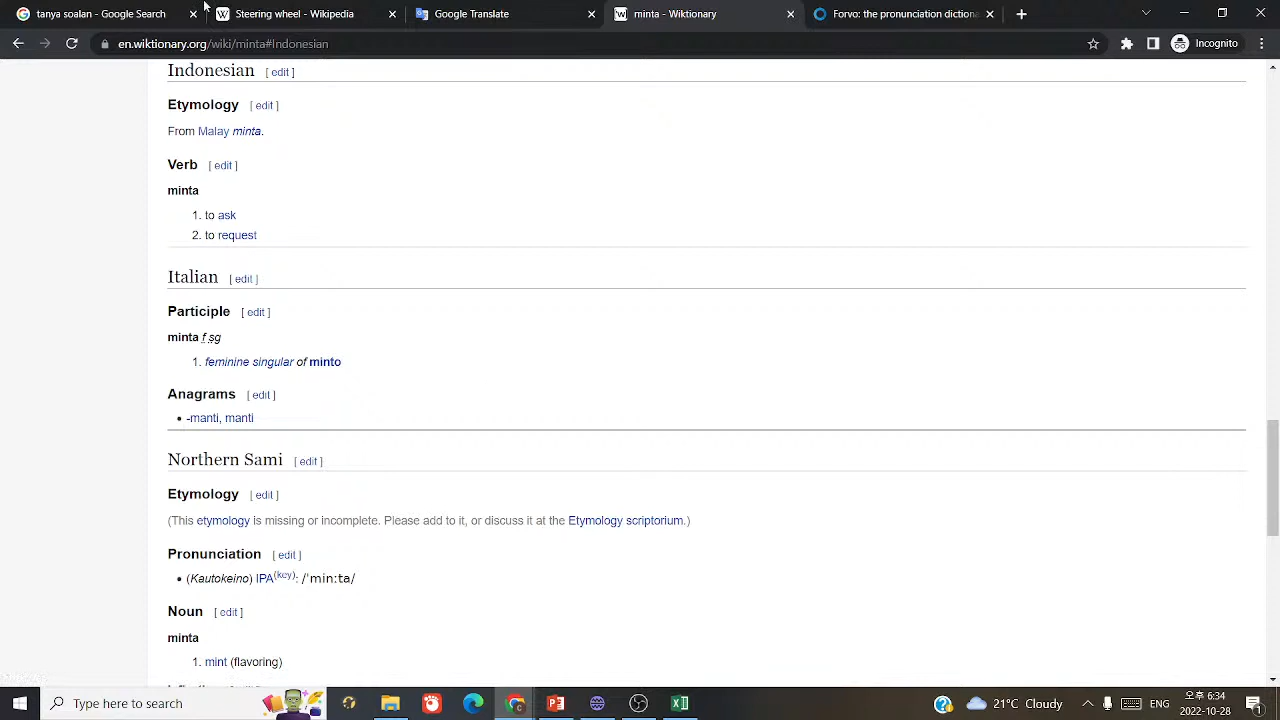 tanya soalan - Google Search
Steering wheel - Wikipedia
Google Translate
minta - Wiktionary
Forvo: the pronunciation dictiona
en.wiktionary.org/wiki/minta#Indonesian
Incognito
Indonesian [ edit ]
Etymology [ edit ]
From Malay minta.
Verb [ edit ]
minta
1. to ask
2. to request
Italian [ edit ]
Participle [ edit ]
minta f sg
1. feminine singular of minto
Anagrams [ edit ]
• -manti, manti
Northern Sami [ edit ]
Etymology [ edit ]
(This etymology is missing or incomplete. Please add to it, or discuss it at the Etymology scriptorium.)
Pronunciation [ edit ]
• (Kautokeino) IPA(key): /ˈminːta/
Noun [ edit ]
minta
1. mint (flavoring)
Type here to search
21°C Cloudy
ENG
오후 6:34
2022-10-28
1